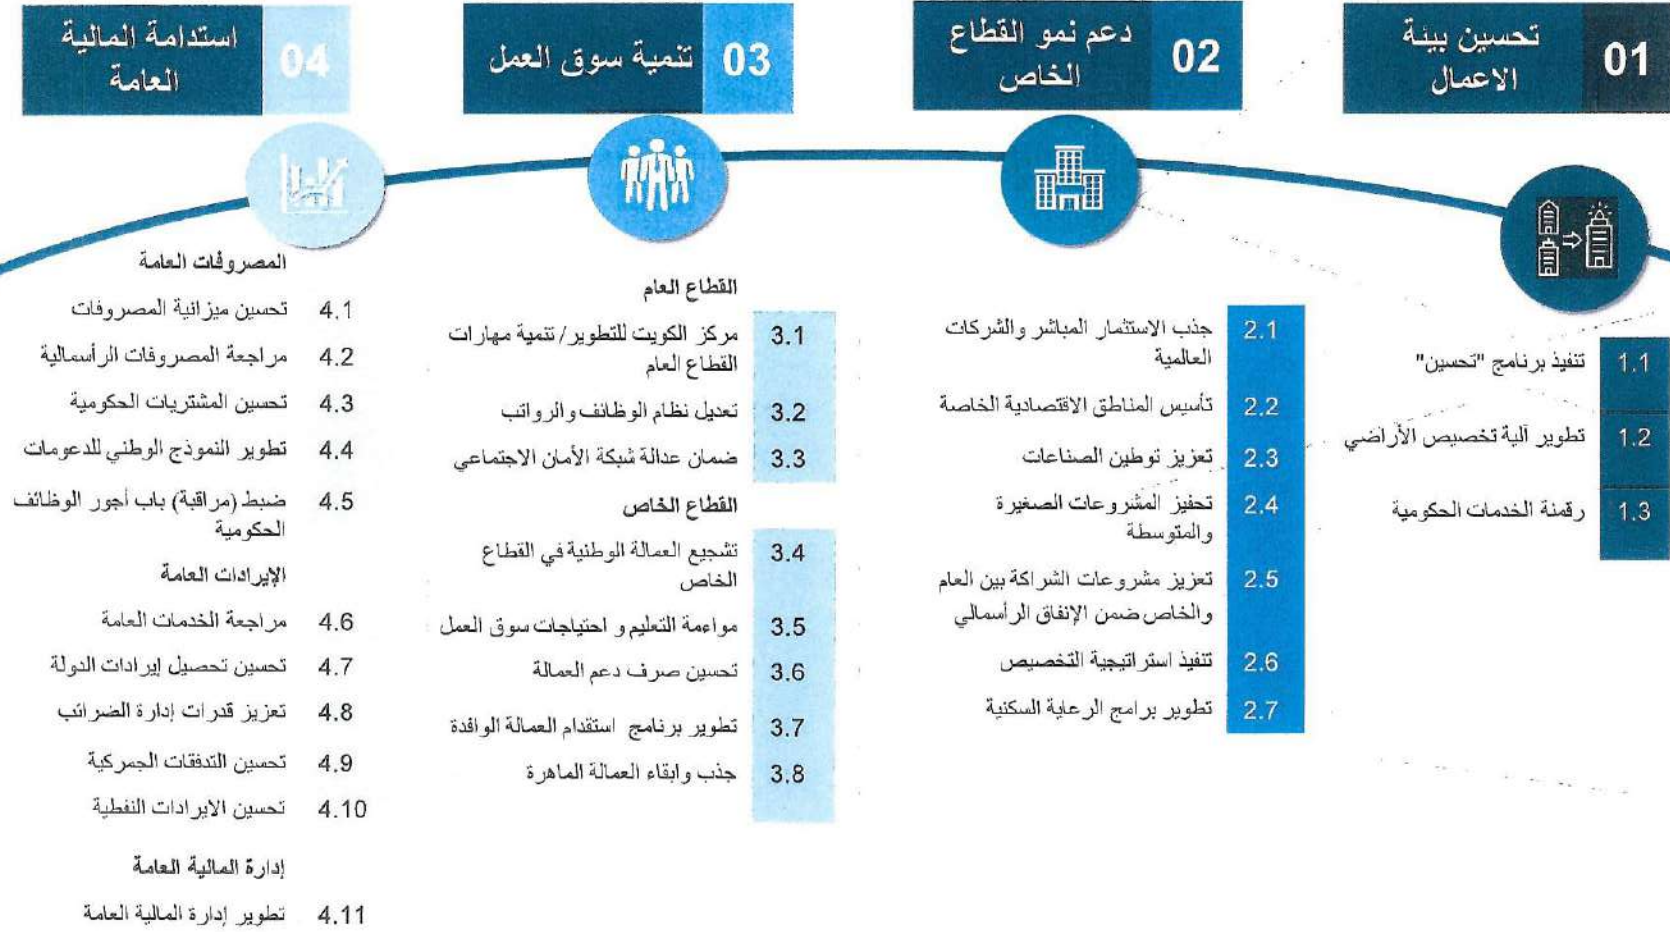 01
تحسين بيئة
الاعمال
1.1 تنفيذ برنامج "تحسين"
1.2 تطوير آلية تخصيص الأراضي
1.3 رقمنة الخدمات الحكومية
02
دعم نمو القطاع
الخاص
2.1 جذب الاستثمار المباشر والشركات
العالمية
2.2 تأسيس المناطق الاقتصادية الخاصة
2.3 تعزيز توطين الصناعات
2.4 تحفيز المشروعات الصغيرة
والمتوسطة
2.5 تعزيز مشروعات الشراكة بين العام
والخاص ضمن الإنفاق الرأسمالي
2.6 تنفيذ استراتيجية التخصيص
2.7 تطوير برامج الرعاية السكنية
03
تنمية سوق العمل
القطاع العام
3.1 مركز الكويت للتطوير/ تنمية مهارات
القطاع العام
3.2 تعديل نظام الوظائف والرواتب
3.3 ضمان عدالة شبكة الأمان الاجتماعي
القطاع الخاص
3.4 تشجيع العمالة الوطنية في القطاع
الخاص
3.5 مواءمة التعليم و احتياجات سوق العمل
3.6 تحسين صرف دعم العمالة
3.7 تطوير برنامج استقدام العمالة الوافدة
3.8 جذب وابقاء العمالة الماهرة
04
استدامة المالية
العامة
المصروفات العامة
4.1 تحسين ميزانية المصروفات
4.2 مراجعة المصروفات الرأسمالية
4.3 تحسين المشتريات الحكومية
4.4 تطوير النموذج الوطني للدعومات
4.5 ضبط (مراقبة) باب أجور الوظائف
الحكومية
الإيرادات العامة
4.6 مراجعة الخدمات العامة
4.7 تحسين تحصيل إيرادات الدولة
4.8 تعزيز قدرات إدارة الضرائب
4.9 تحسين التدفقات الجمركية
4.10 تحسين الايرادات النفطية
إدارة المالية العامة
4.11 تطوير إدارة المالية العامة